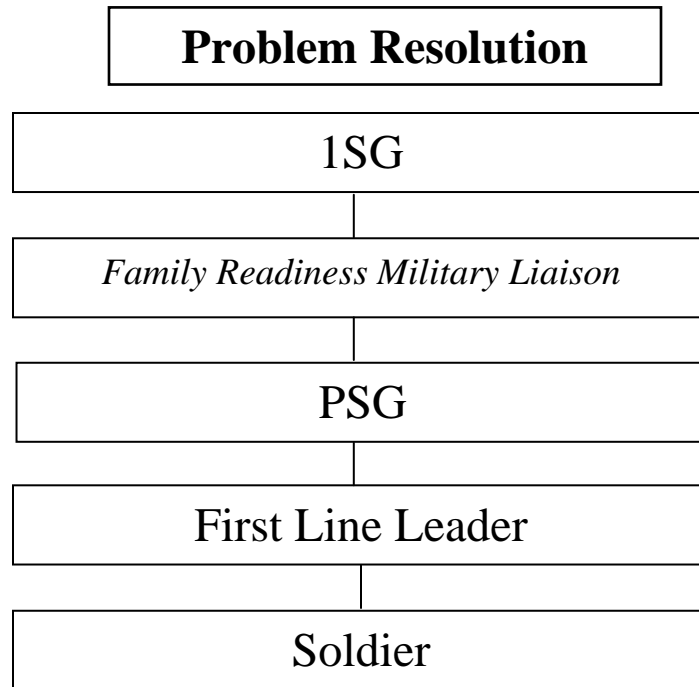 Problem Resolution
1SG
Family Readiness Military Liaison
PSG
First Line Leader
Soldier